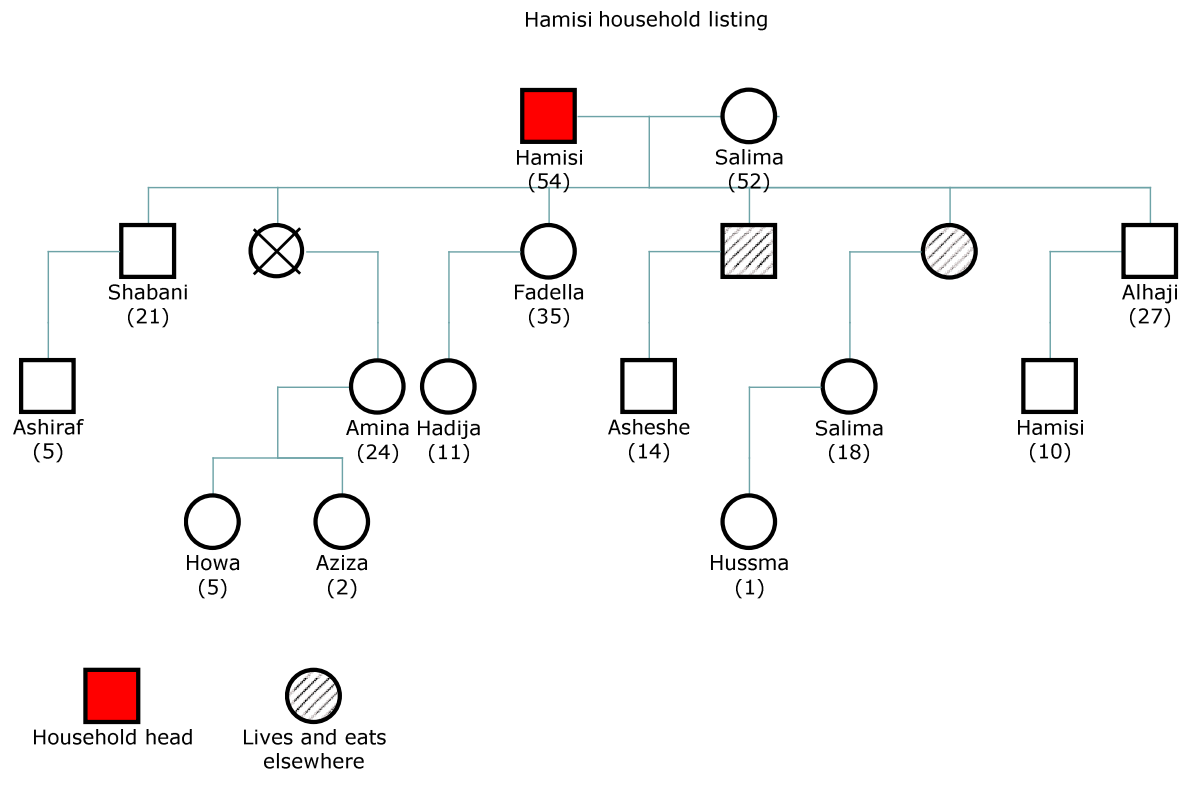 Hamisi household listing
Hamisi
(54)
Salima
(52)
Shabani
(21)
Fadella
(35)
Alhaji
(27)
Ashiraf
(5)
Amina
(24)
Hadija
(11)
Asheshe
(14)
Salima
(18)
Hamisi
(10)
Howa
(5)
Aziza
(2)
Hussma
(1)
Household head
Lives and eats
elsewhere